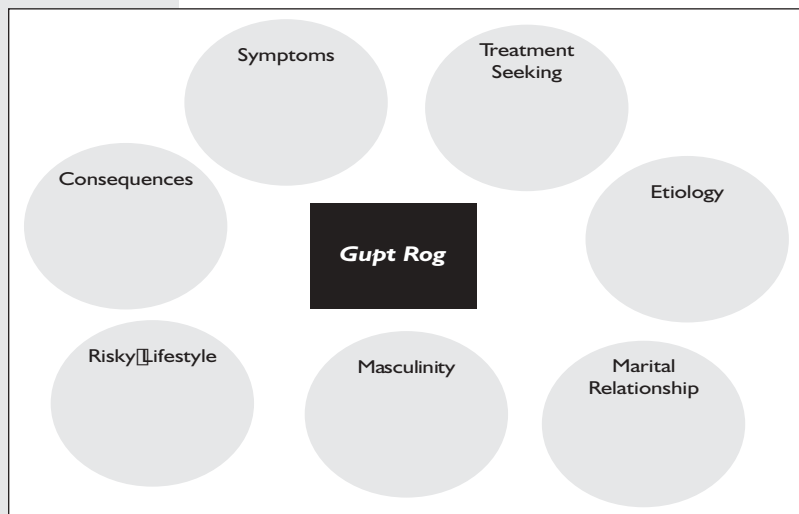 Symptoms
Treatment
Seeking
Consequences
Etiology
Gupt Rog
Risky Lifestyle
Masculinity
Marital
Relationship